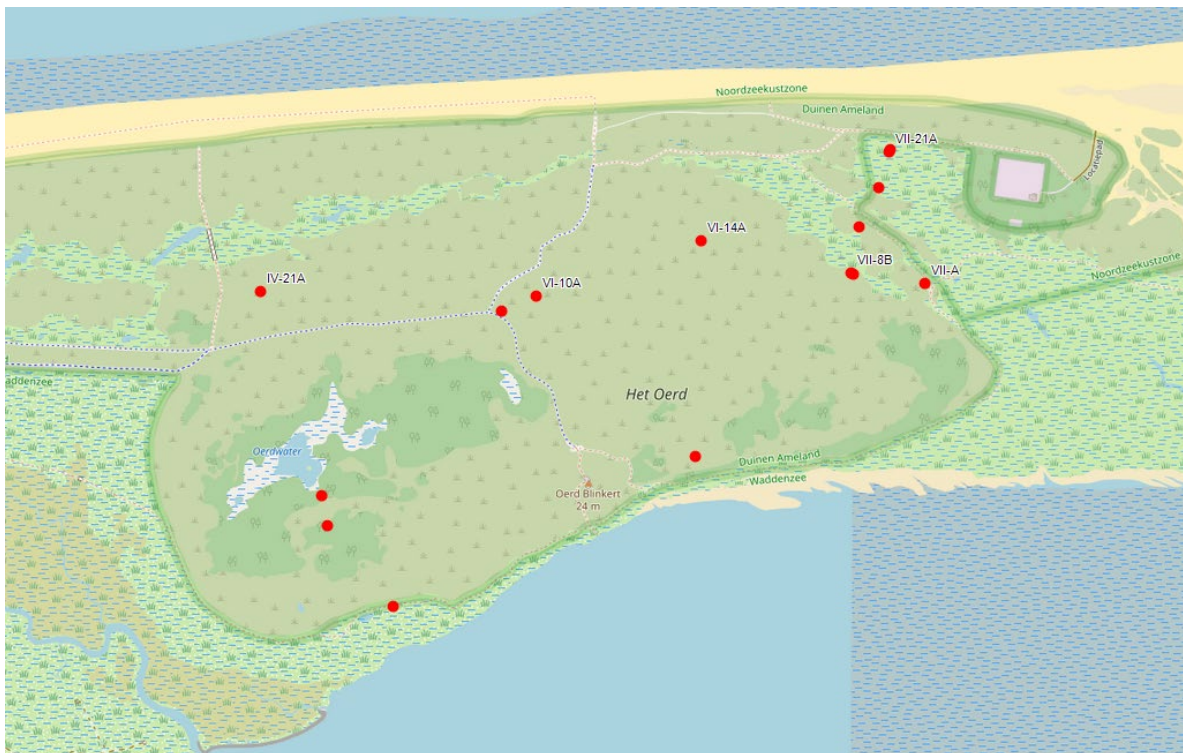 Noordzeekustzone
Duinen Ameland
VII-21A
Locatiepad
VI-14A
Noordzeekustzone
VII-8B
VII-A
IV-21A
VI-10A
Waddenzee
Het Oerd
Oerdwater
Duinen Ameland
Waddenzee
Oerd Blinkert
24 m